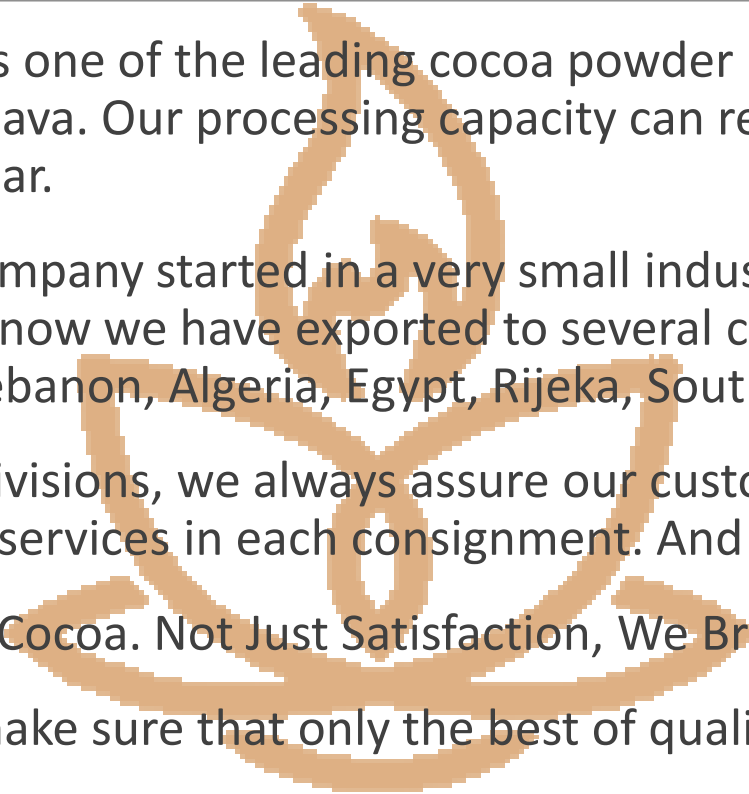 s one of the leading cocoa powder
ava. Our processing capacity can re
ar.
mpany started in a very small indus
now we have exported to several c
ebanon, Algeria, Egypt, Rijeka, Sout
ivisions, we always assure our custo
services in each consignment. And
Cocoa. Not Just Satisfaction, We Br
ake sure that only the best of quali